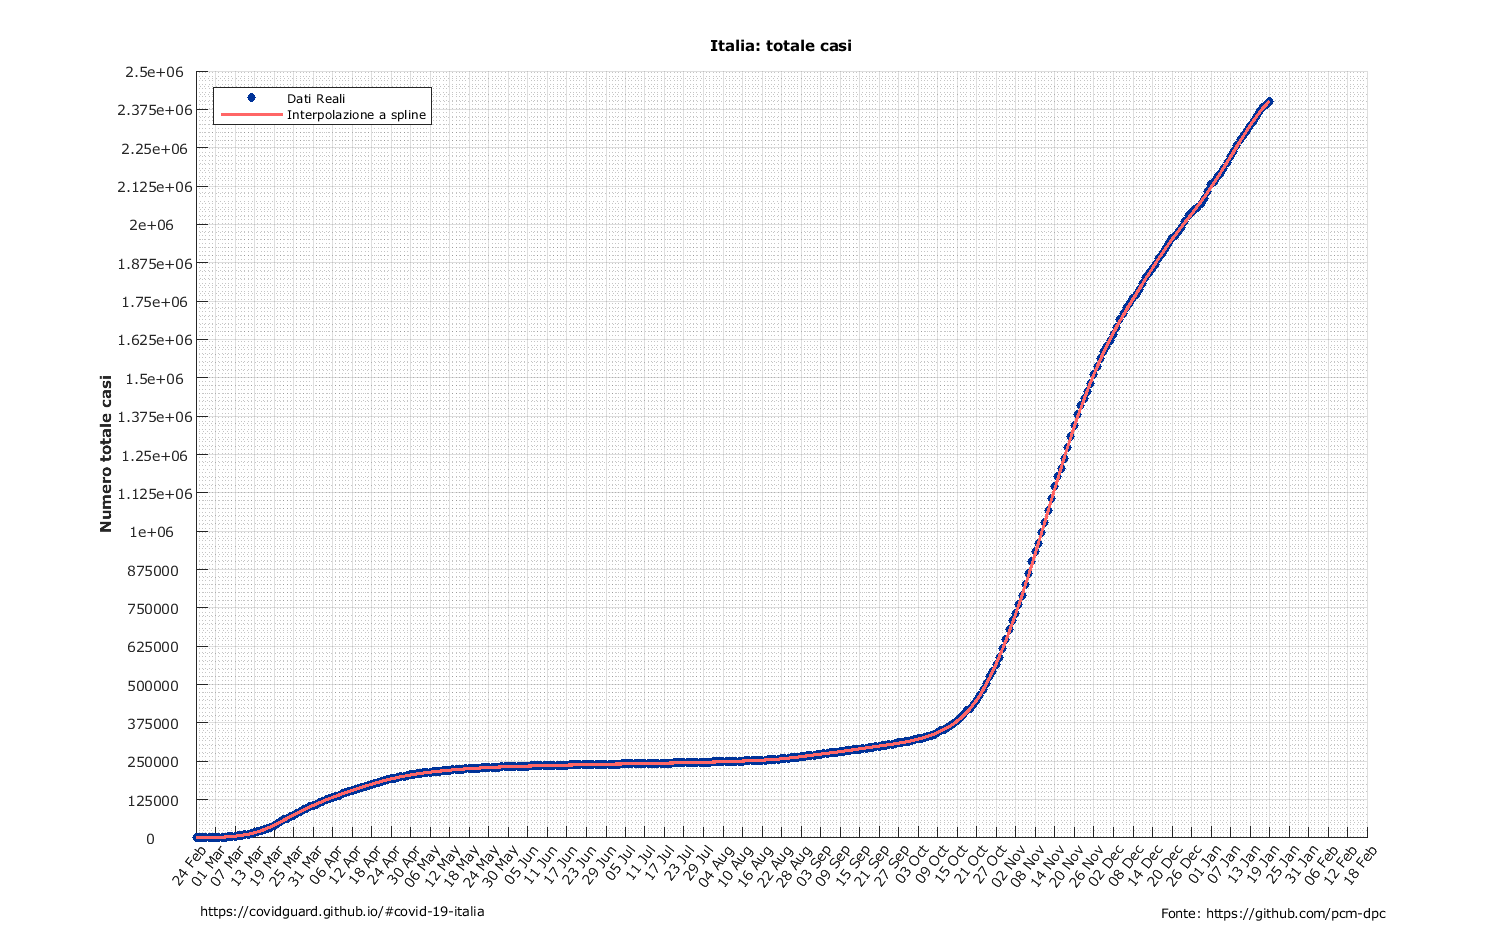 Italia: totale casi
2.5e+06
2.375e+06
2.25e+06
2.125e+06
2e+06
1.875e+06
1.75e+06
1.625e+06
1.5e+06
1.375e+06
1.25e+06
1.125e+06
1e+06
875000
750000
625000
500000
375000
250000
125000
0
Numero totale casi
Dati Reali
Interpolazione a spline
24 Feb
01 Mar
07 Mar
13 Mar
19 Mar
25 Mar
31 Mar
06 Apr
12 Apr
18 Apr
24 Apr
30 Apr
06 May
12 May
18 May
24 May
30 May
05 Jun
11 Jun
17 Jun
23 Jun
29 Jun
05 Jul
11 Jul
17 Jul
23 Jul
29 Jul
04 Aug
10 Aug
16 Aug
22 Aug
28 Aug
03 Sep
09 Sep
15 Sep
21 Sep
27 Sep
03 Oct
09 Oct
15 Oct
21 Oct
27 Oct
02 Nov
08 Nov
14 Nov
20 Nov
26 Nov
02 Dec
08 Dec
14 Dec
20 Dec
26 Dec
01 Jan
07 Jan
13 Jan
19 Jan
25 Jan
31 Jan
06 Feb
12 Feb
18 Feb
https://covidguard.github.io/#covid-19-italia
Fonte: https://github.com/pcm-dpc